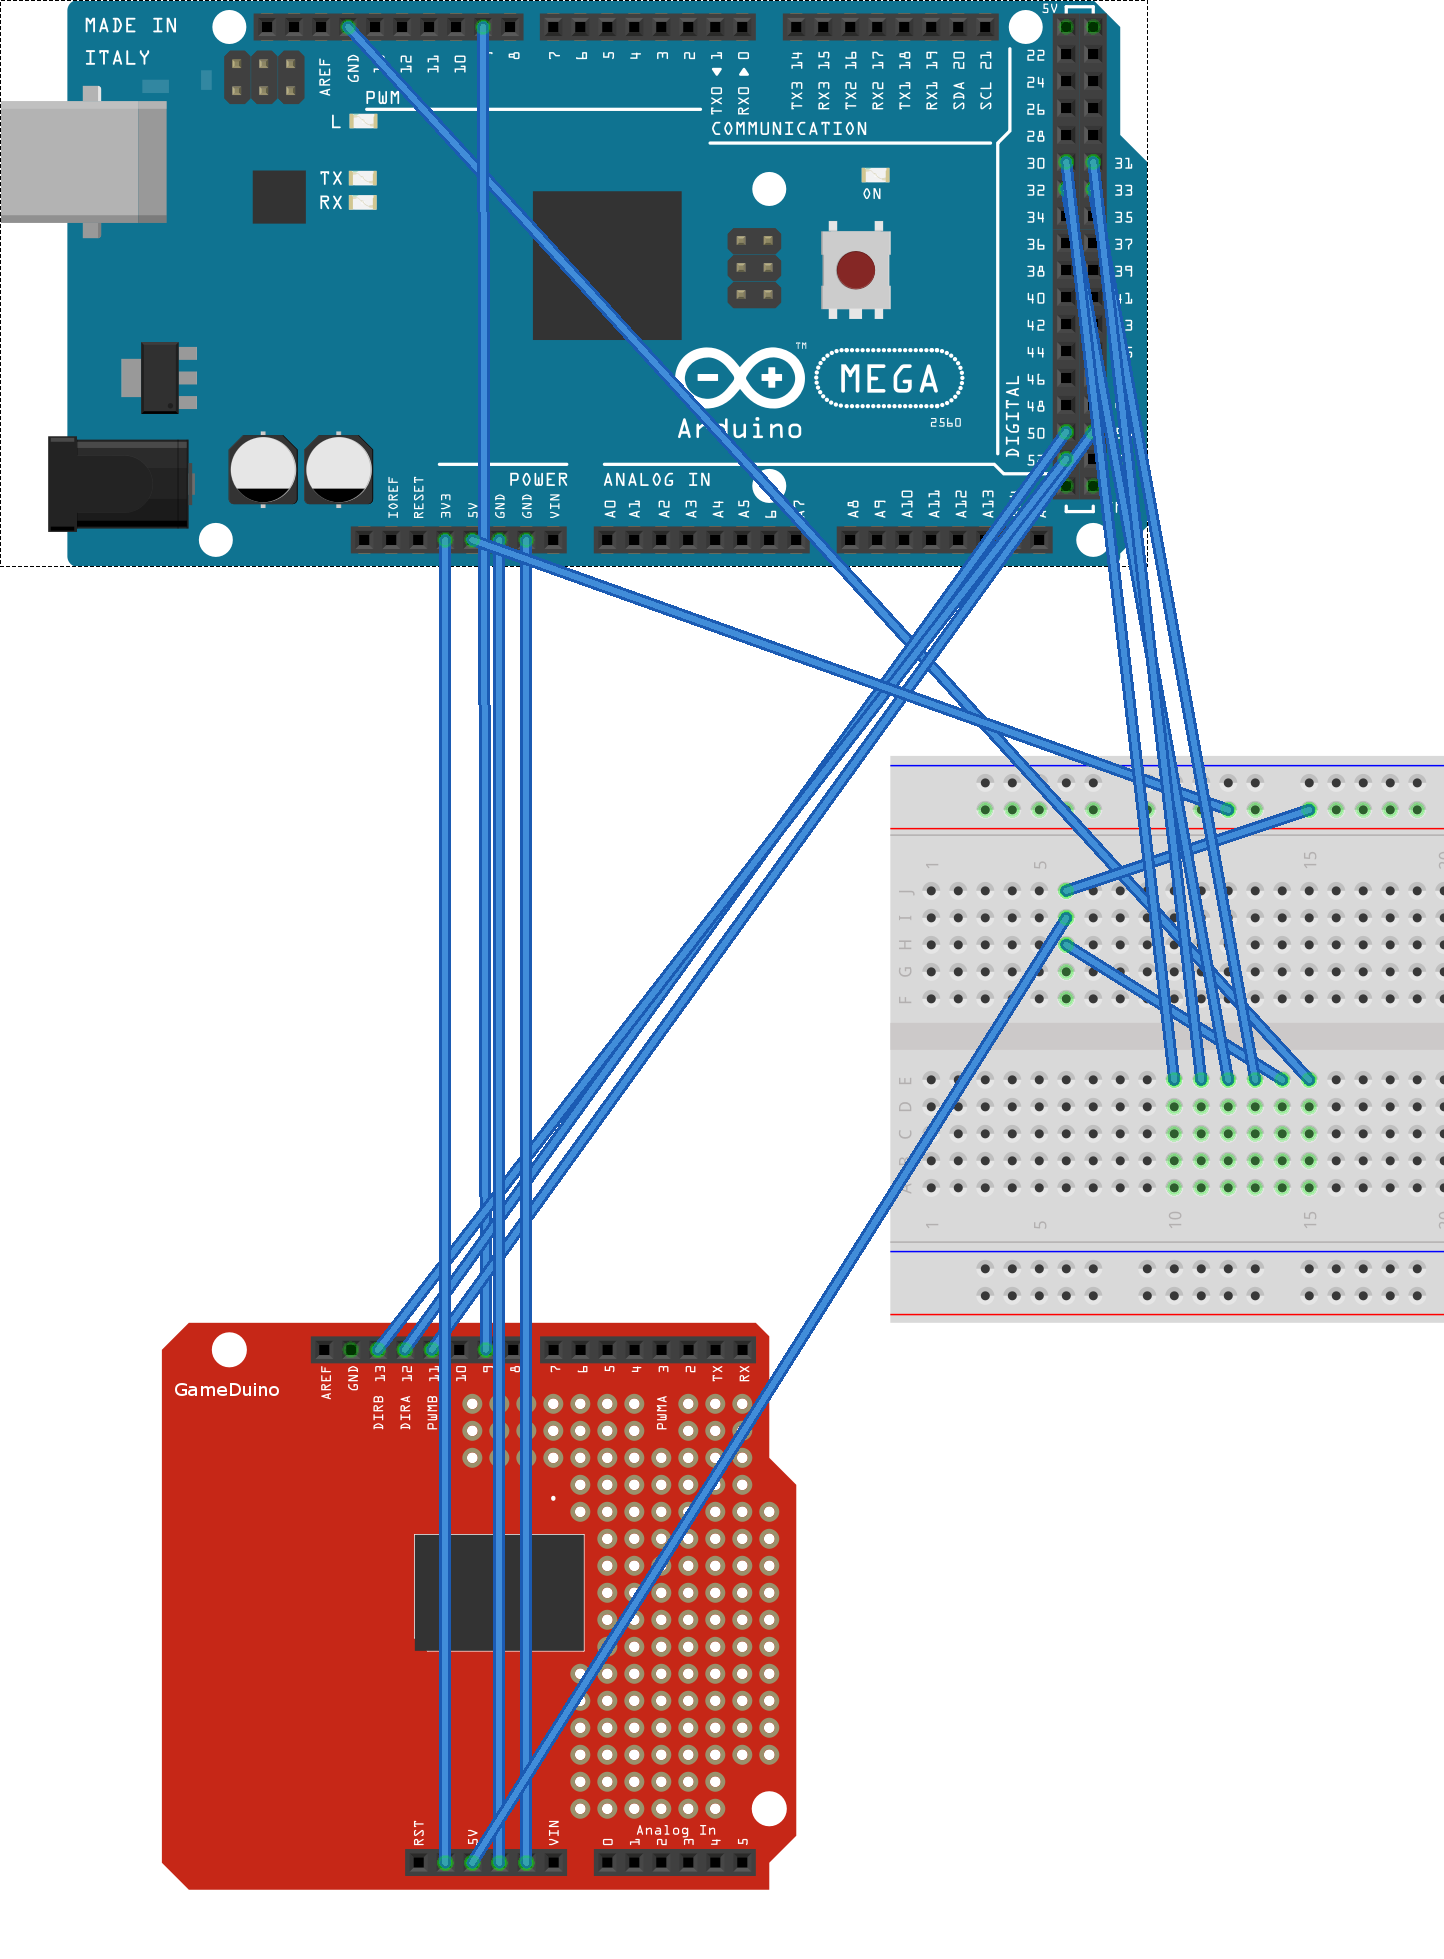 MADE IN
ITALY
5V
AREF
GND
12
11
10
8
7
6
5
4
3
2
TX0 1
RX0 0
TX3 14
RX3 15
TX2 16
RX2 17
TX1 18
RX1 19
SDA 20
SCL 21
PWM
COMMUNICATION
L
TX
RX
ON
22
24
26
28
30 31
32 33
34 35
36 37
38 39
40
42
44
46
48
50
DIGITAL
TM
MEGA
2560
Arduino
POWER
ANALOG IN
IOREF
RESET
3V3
5V
GND
GND
VIN
A0
A1
A2
A3
A4
A5
A8
A9
A10
A11
A12
A13
1
5
15
20
J
I
H
G
F
E
D
C
B
A
1
5
10
15
20
GameDuino
AREF
GND
DIRB 13
DIRA 12
PWMB 11
10
9
8
7
6
5
4
PWMA 3
2
TX
RX
RST
5V
VIN
Analog In
0
1
2
3
4
5